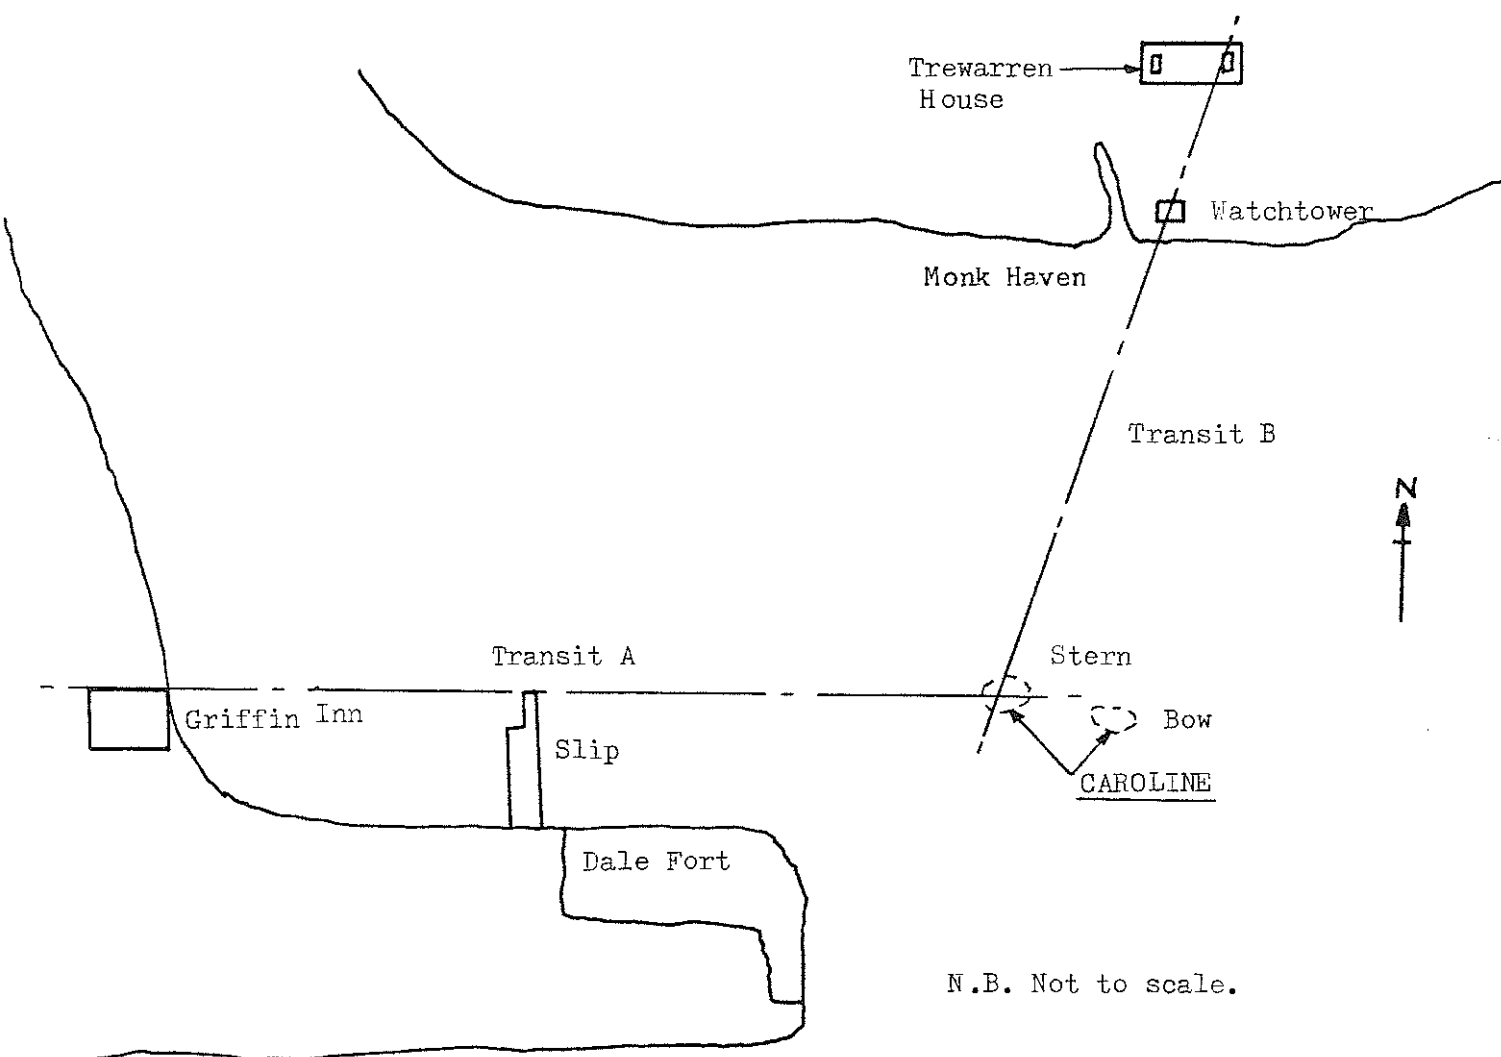 Trewarren
House
Watchtower
Monk Haven
Transit B
N
Transit A
Stern
Griffin Inn
Bow
Slip
CAROLINE
Dale Fort
N.B. Not to scale.